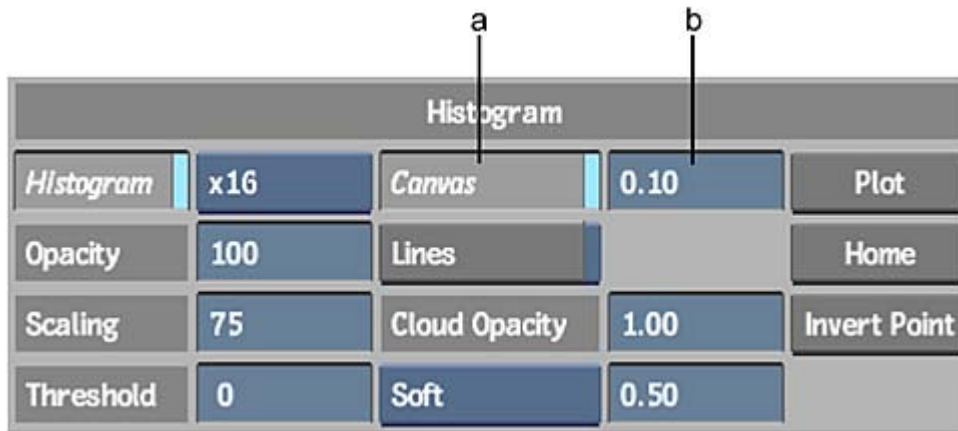 a b
Histogram
Histogram x16 Canvas 0.10 Plot
Opacity 100 Lines Home
Scaling 75 Cloud Opacity 1.00 Invert Point
Threshold 0 Soft 0.50